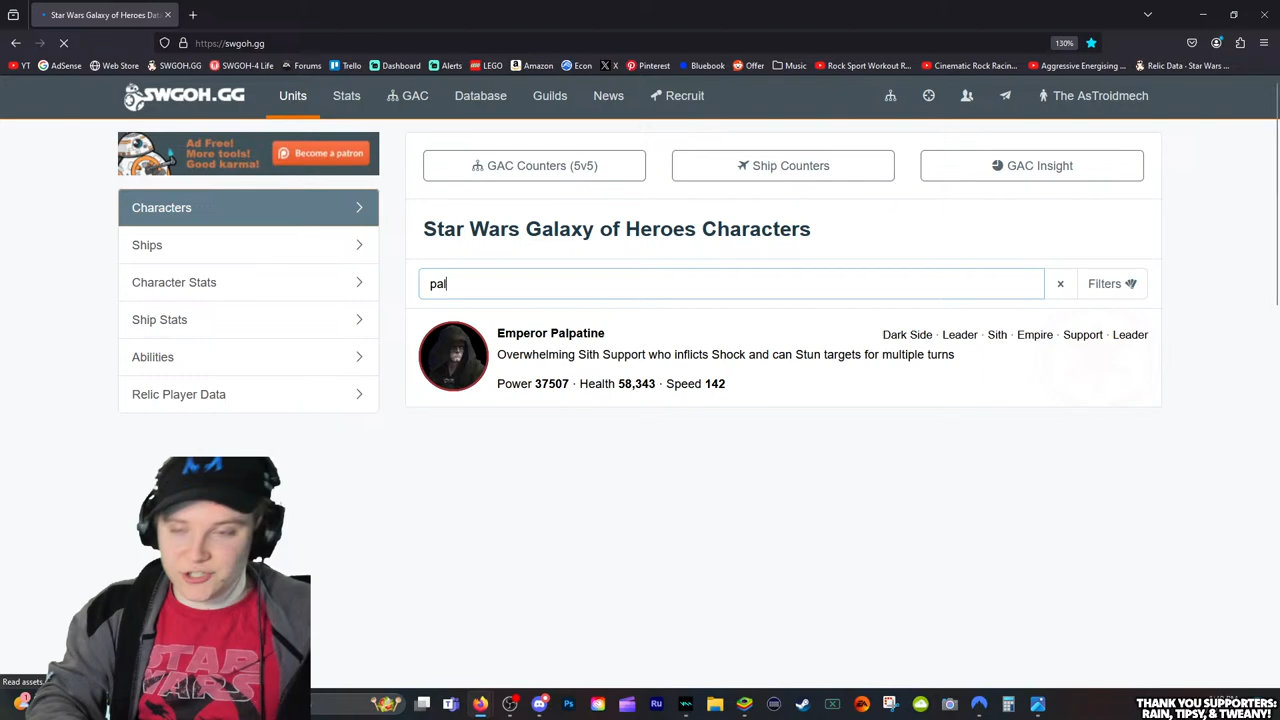 Star Wars Galaxy of Heroes Dat
https://swgoh.gg
130%
YT AdSense Web Store SWGOH.GG SWGOH-4 Life Forums Trello Dashboard Alerts LEGO Amazon Econ X Pinterest Bluebook Offer Music Rock Sport Workout R... Cinematic Rock Racin... Aggressive Energising ... Relic Data - Star Wars ...
SWGOH.GG Units Stats GAC Database Guilds News Recruit The AsTroidmech
Ad Free!
More tools!
Good karma!
Become a patron
GAC Counters (5v5) Ship Counters GAC Insight
Characters
Ships
Character Stats
Ship Stats
Abilities
Relic Player Data
Star Wars Galaxy of Heroes Characters
pal
Filters
Emperor Palpatine
Dark Side · Leader · Sith · Empire · Support · Leader
Overwhelming Sith Support who inflicts Shock and can Stun targets for multiple turns
Power 37507 · Health 58,343 · Speed 142
STAR
WARS
Read assets.
THANK YOU SUPPORTERS:
RAIN, TIPSY, & TWEANY!